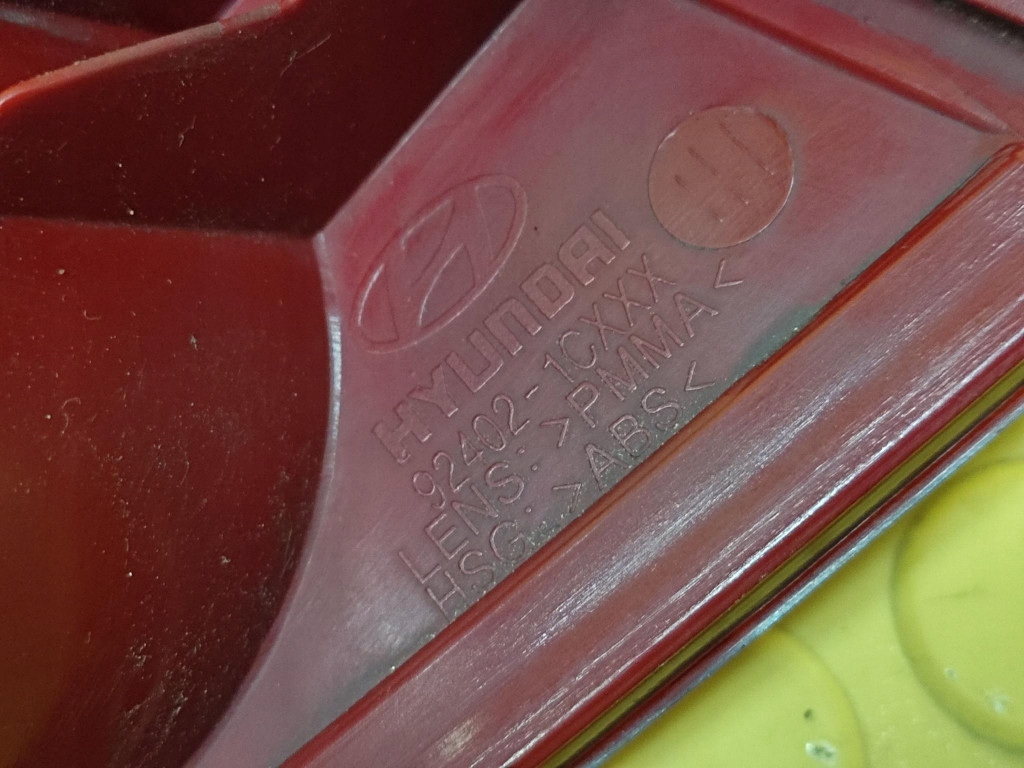 HYUNDAI
92402-1CXXX
LENS: >PMMA<
HSG: >ABS<